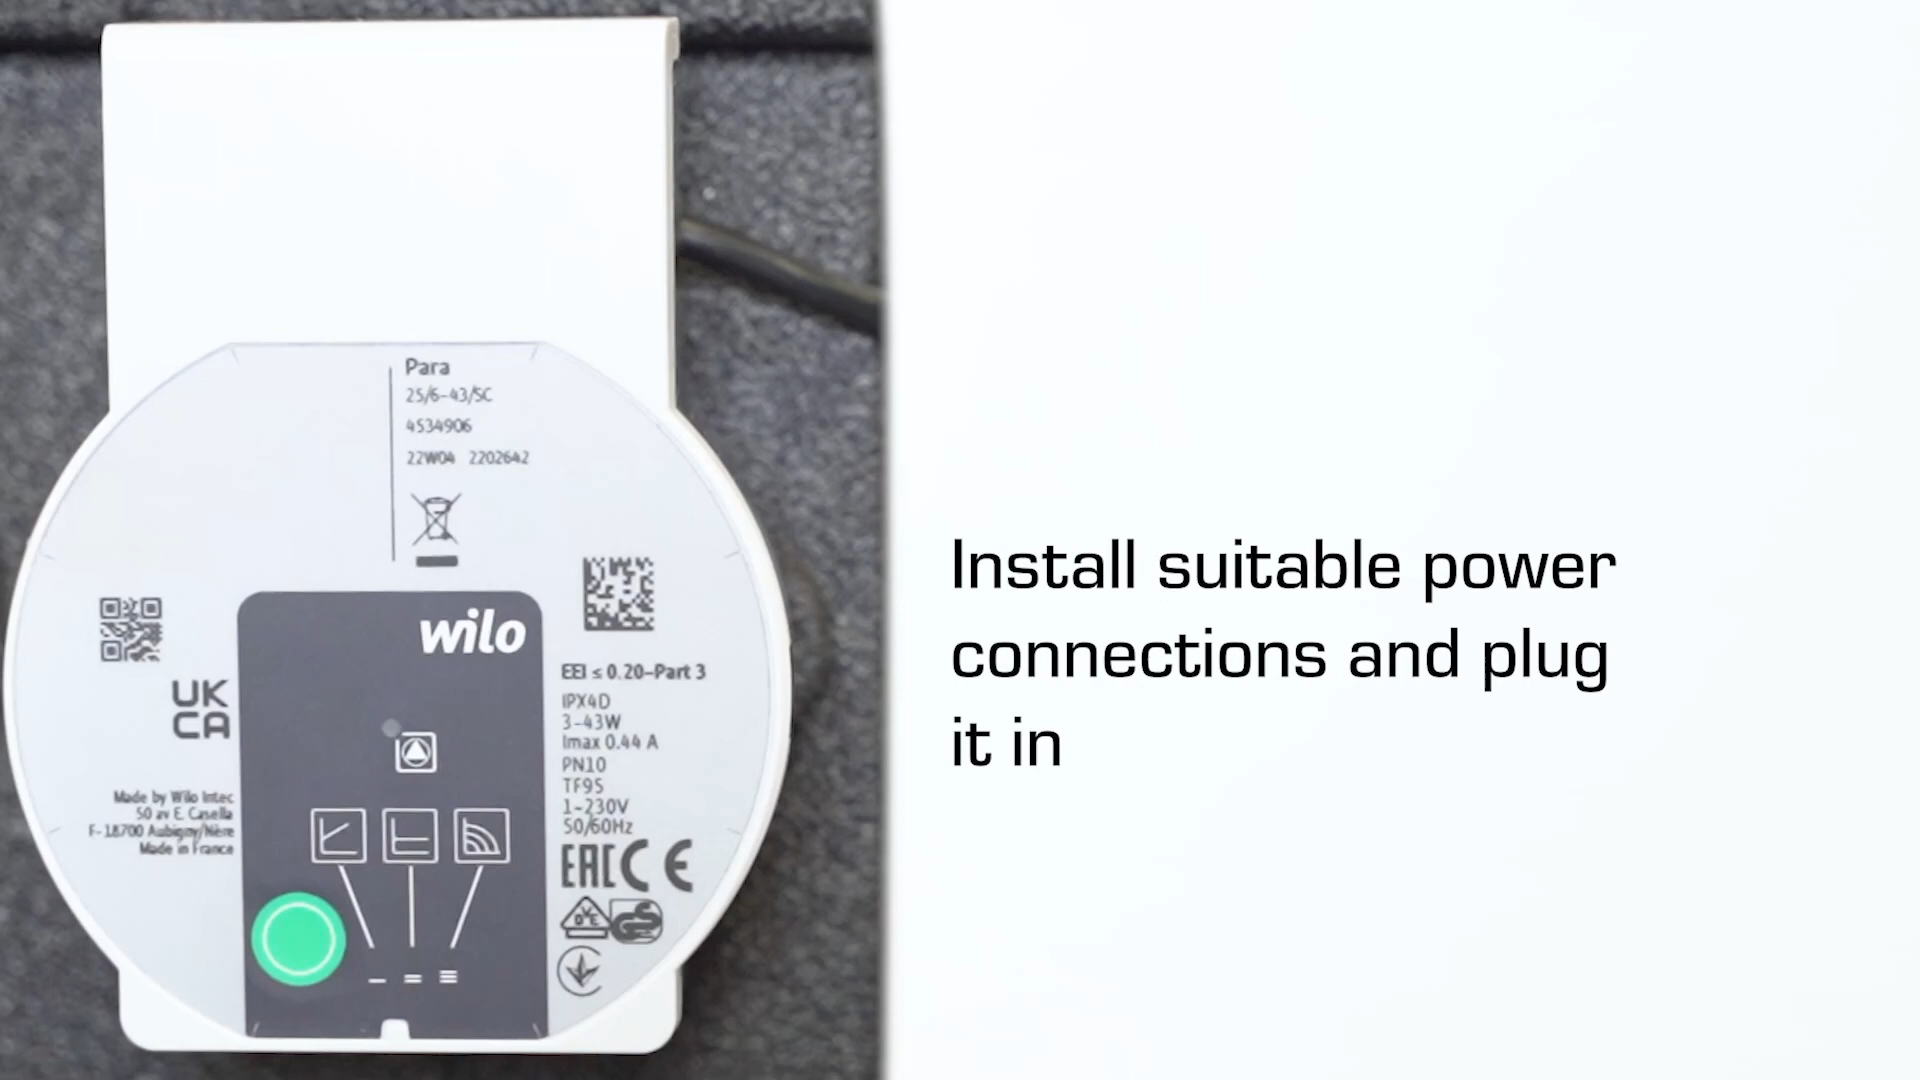 Para
25/6-43/SC
4534906
22W04 2202642
wilo
UK
CA
Made by Wilo Intec
50 av E. Casella
F-18700 Aubigny/Nère
Made in France
EEI ≤ 0.20-Part 3
IPX4D
3-43W
Imax 0.44 A
PN10
TF95
1~230V
50/60Hz
EAC CE
Install suitable power
connections and plug
it in